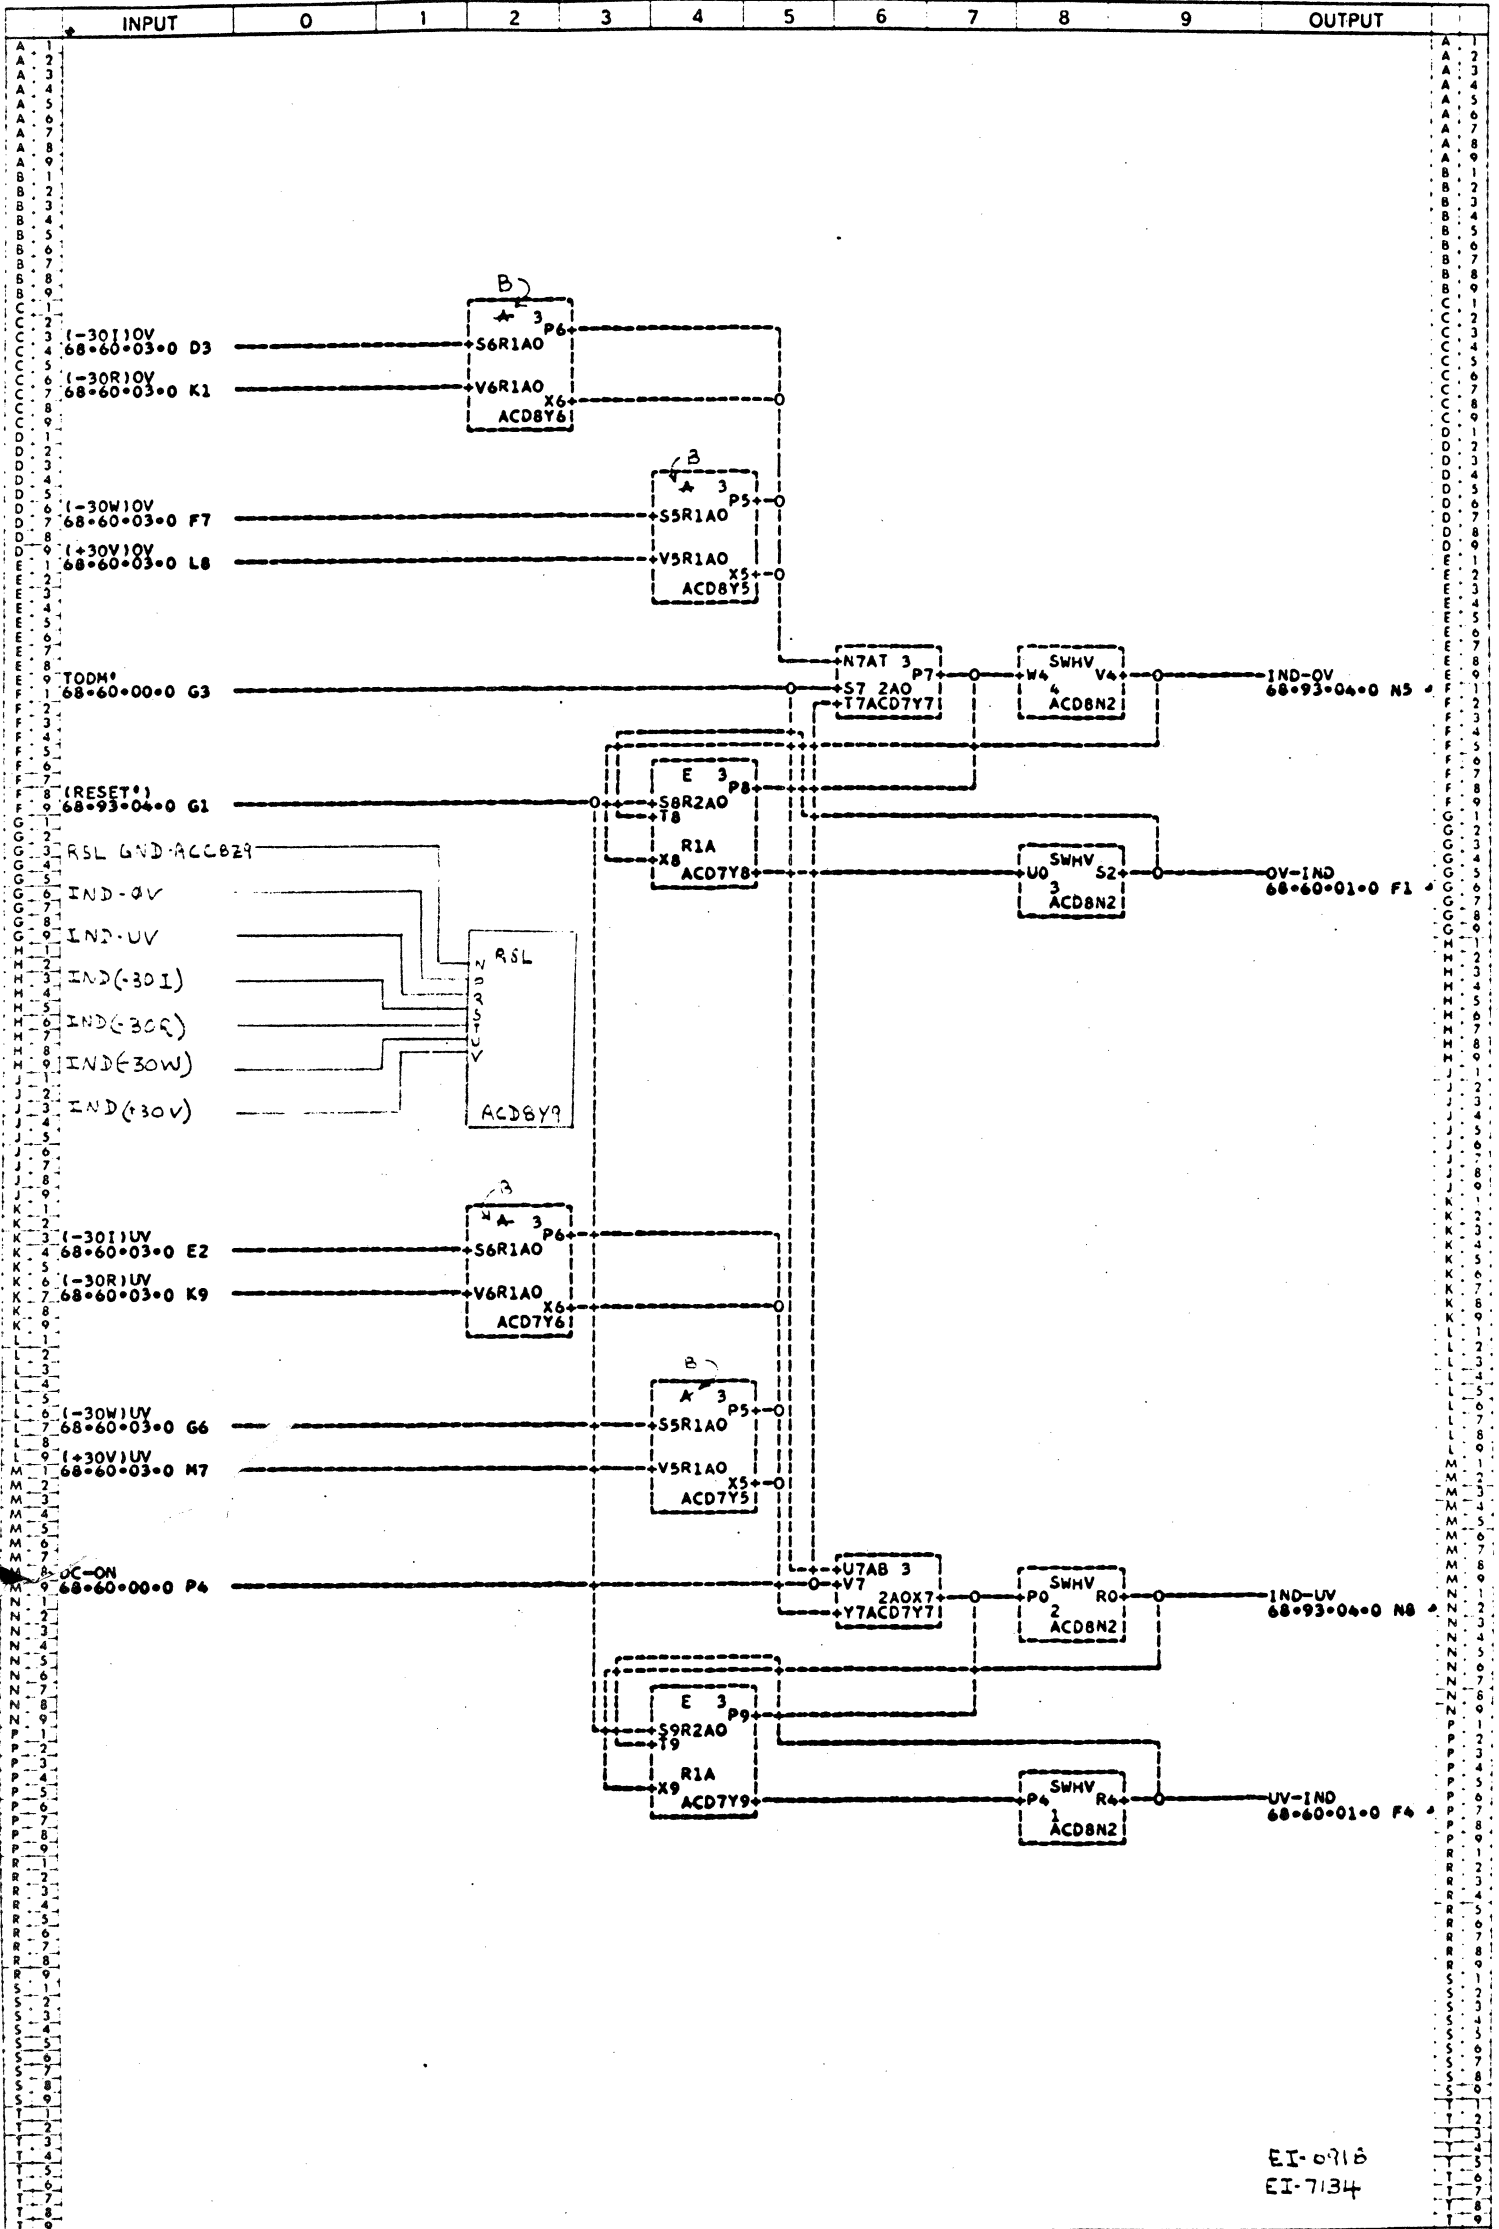 INPUT 0 1 2 3 4 5 6 7 8 9 OUTPUT
B
A 3
P6
(-30I)OV
68•60•03•0 D3
S6R1AO
(-30R)OV
68•60•03•0 K1
V6R1AO
X6
ACD8Y6
B
A 3
P5
(-30W)OV
68•60•03•0 F7
S5R1AO
(+30V)OV
68•60•03•0 L8
V5R1AO
X5
ACD8Y5
N7AT 3
P7
SWHV
W4 V4
4
ACD8N2
IND-OV
68•93•04•0 N5
TODM'
68•60•00•0 G3
S7 2AO
T7ACD7Y7
E 3
P8
(RESET')
68•93•04•0 G1
S8R2AO
T8
R1A
X8
ACD7Y8
SWHV
U0 S2
3
ACD8N2
OV-IND
68•60•01•0 F1
RSL GND-ACC8Z9
IND-ØV
IND-UV
IND(-30I)
IND(-30R)
IND(-30W)
IND(+30V)
RSL
N
P
R
S
T
U
V
ACD8Y9
B
A 3
P6
(-30I)UV
68•60•03•0 E2
S6R1AO
(-30R)UV
68•60•03•0 K9
V6R1AO
X6
ACD7Y6
B
A 3
P5
(-30W)UV
68•60•03•0 G6
S5R1AO
(+30V)UV
68•60•03•0 M7
V5R1AO
X5
ACD7Y5
DC-ON
68•60•00•0 P4
U7AB 3
V7
2AOX7
Y7ACD7Y7
SWHV
P0 R0
2
ACD8N2
IND-UV
68•93•04•0 N8
E 3
P9
S9R2AO
T9
R1A
X9
ACD7Y9
SWHV
P4 R4
1
ACD8N2
UV-IND
68•60•01•0 F4
EI-7134